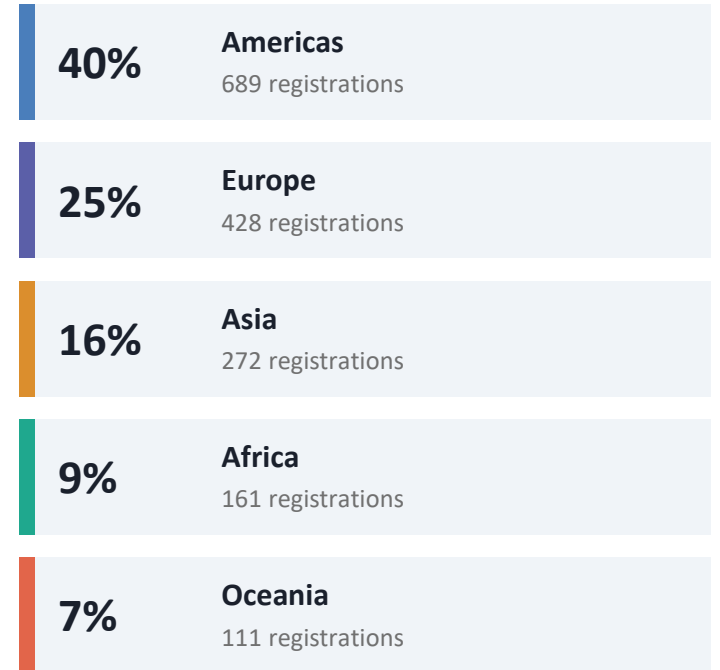 40%
Americas
689 registrations
25%
Europe
428 registrations
16%
Asia
272 registrations
9%
Africa
161 registrations
7%
Oceania
111 registrations